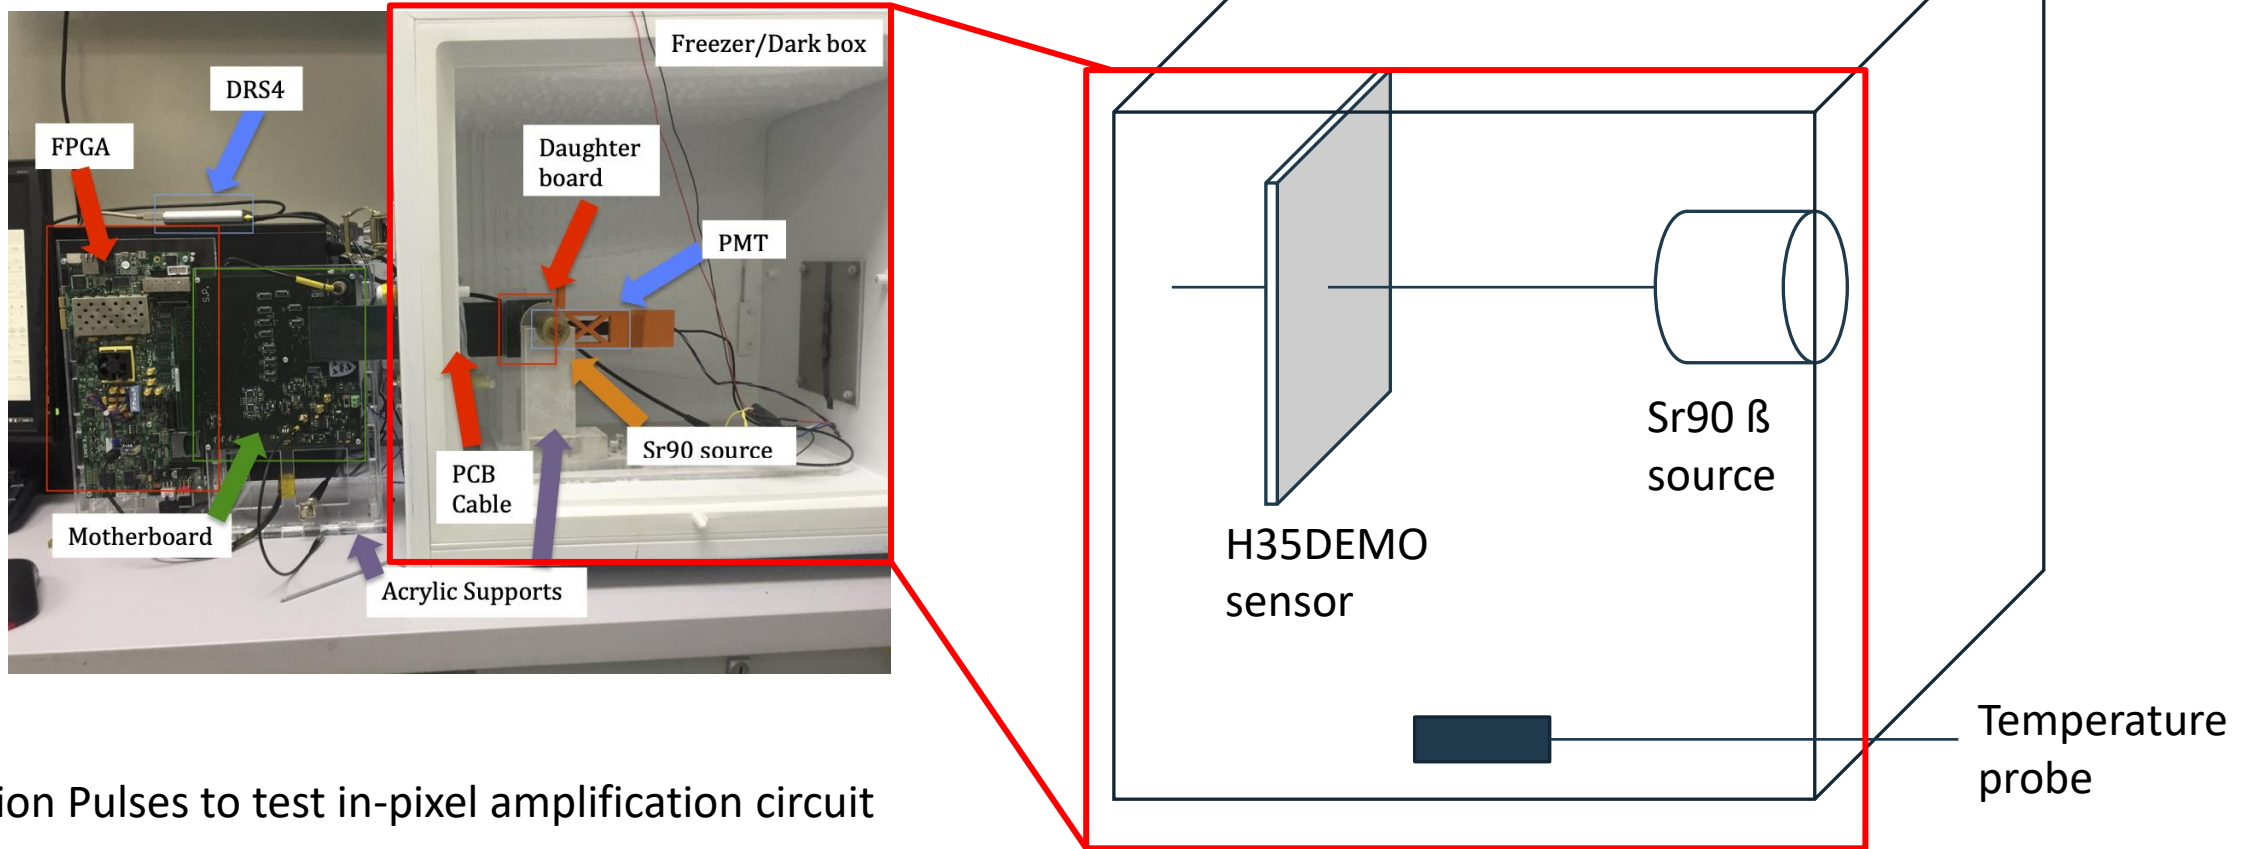 Freezer/Dark box
DRS4
FPGA
Daughter
board
PMT
Sr90 source
PCB
Cable
Motherboard
Acrylic Supports
Sr90 ß
source
H35DEMO
sensor
Temperature
probe
ion Pulses to test in-pixel amplification circuit